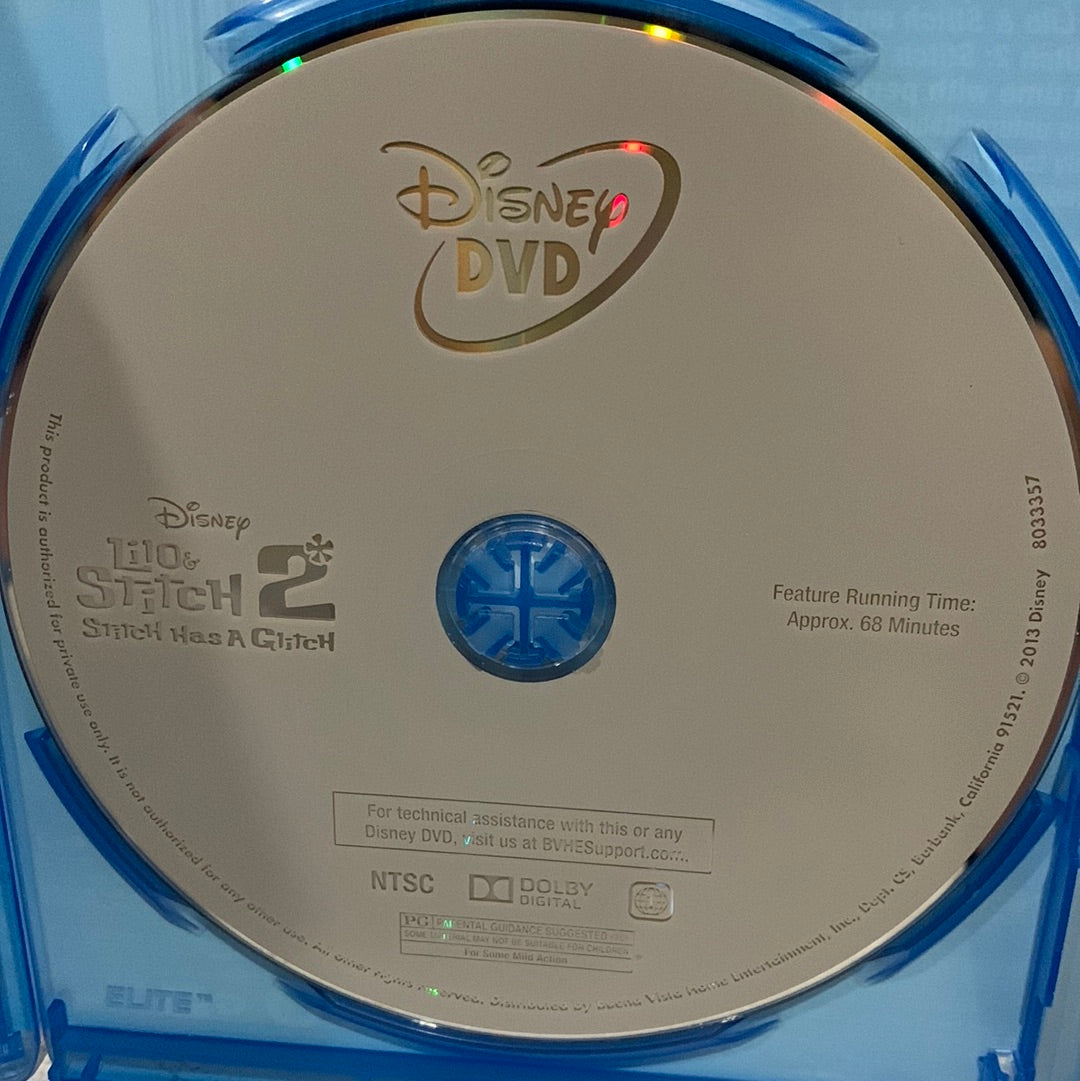 Disney
DVD
Disney
Lilo &
Stitch 2
Stitch Has A Glitch
Feature Running Time:
Approx. 68 Minutes
For technical assistance with this or any
Disney DVD, visit us at BVHESupport.com.
NTSC
DOLBY
DIGITAL
1
PG PARENTAL GUIDANCE SUGGESTED
SOME MATERIAL MAY NOT BE SUITABLE FOR CHILDREN
For Some Mild Action
This product is authorized for private use only. It is not authorized for any other use. All other rights reserved. Distributed by Buena Vista Home Entertainment, Inc., Dept. CS, Burbank, California 91521. © 2013 Disney 8033357
ELITE™